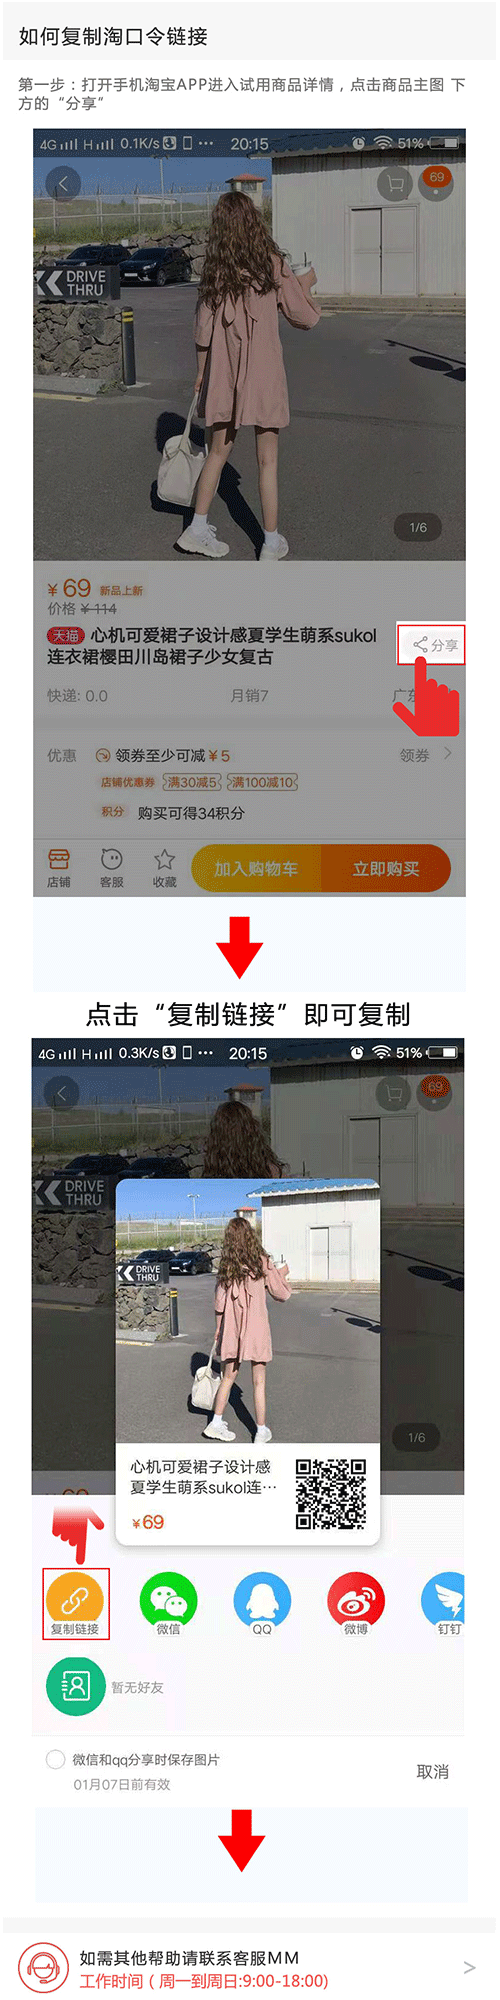 如何复制淘口令链接
第一步：打开手机淘宝APP进入试用商品详情，点击商品主图 下
方的“分享”
4G H 0.1K/s ··· 20:15 51%
69
DRIVE
THRU
1/6
¥69 新品上新
价格 ¥114
天猫 心机可爱裙子设计感夏学生萌系sukol
连衣裙樱田川岛裙子少女复古
分享
快递: 0.0 月销7 广东
优惠 领券至少可减¥5 领券
店铺优惠券 满30减5 满100减10
积分 购买可得34积分
店铺 客服 收藏 加入购物车 立即购买
点击“复制链接”即可复制
4G H 0.3K/s ··· 20:15 51%
69
DRIVE
THRU
DRIVE
THRU
1/6
心机可爱裙子设计感
夏学生萌系sukol连···
¥69
复制链接 微信 QQ 微博 钉钉
暂无好友
微信和qq分享时保存图片
01月07日前有效
取消
如需其他帮助请联系客服MM
工作时间（周一到周日:9:00-18:00)